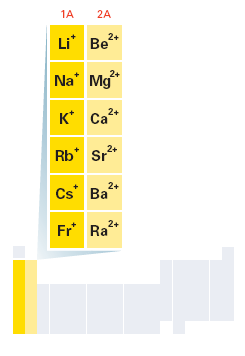 1A 2A
Li⁺ Be²⁺
Na⁺ Mg²⁺
K⁺ Ca²⁺
Rb⁺ Sr²⁺
Cs⁺ Ba²⁺
Fr⁺ Ra²⁺